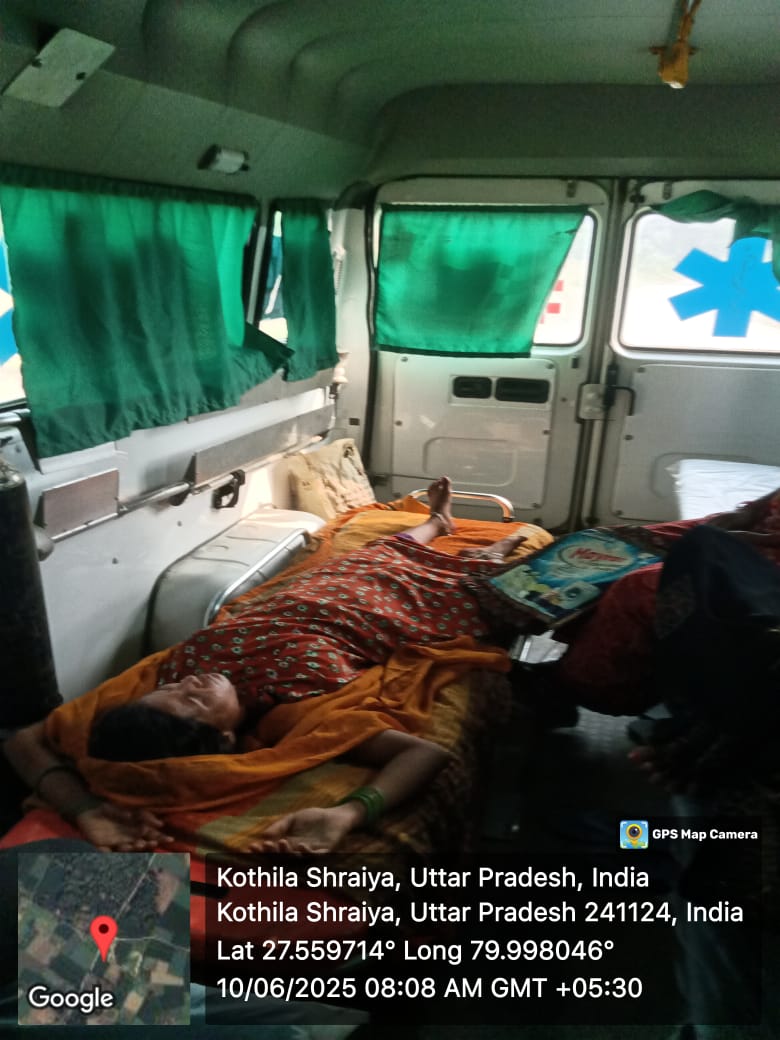 GPS Map Camera
Kothila Shraiya, Uttar Pradesh, India
Kothila Shraiya, Uttar Pradesh 241124, India
Lat 27.559714° Long 79.998046°
10/06/2025 08:08 AM GMT +05:30
Google